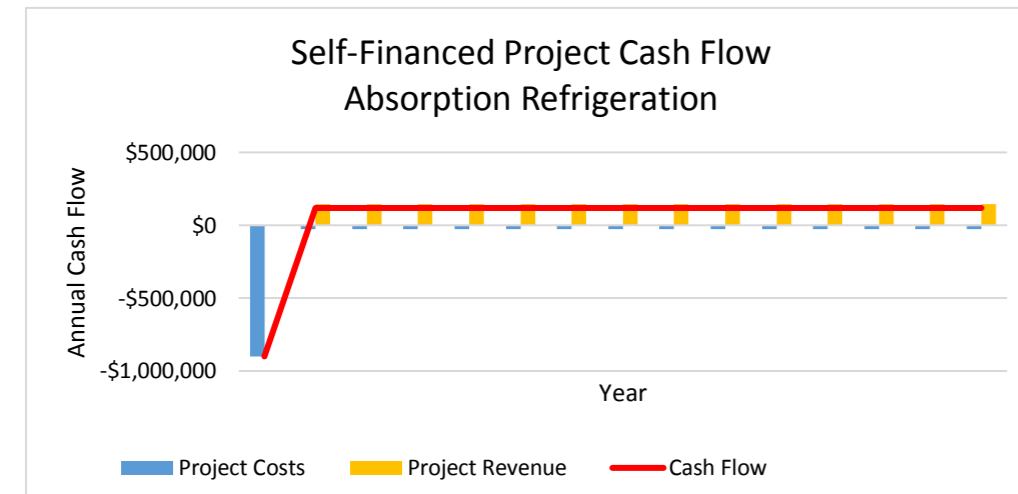 Self-Financed Project Cash Flow
Absorption Refrigeration
$500,000
$0
-$500,000
-$1,000,000
Annual Cash Flow
Year
Project Costs
Project Revenue
Cash Flow